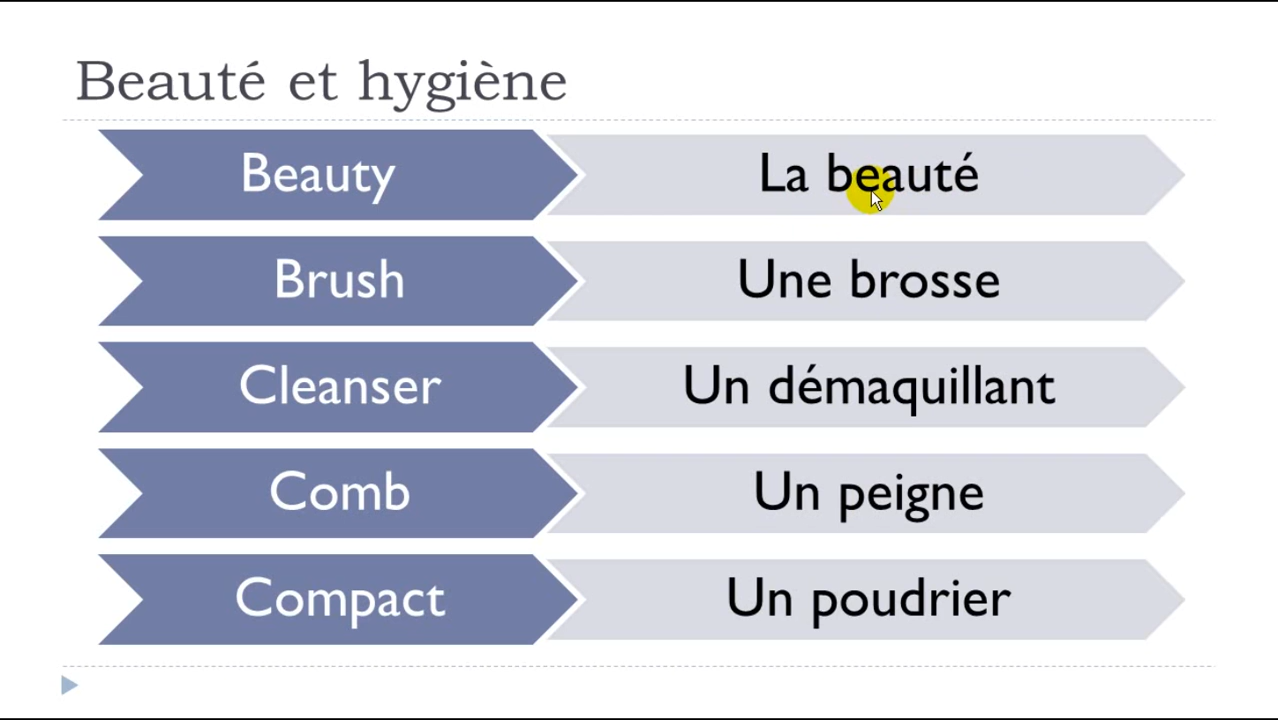 Beauté et hygiène
Beauty La beauté
Brush Une brosse
Cleanser Un démaquillant
Comb Un peigne
Compact Un poudrier